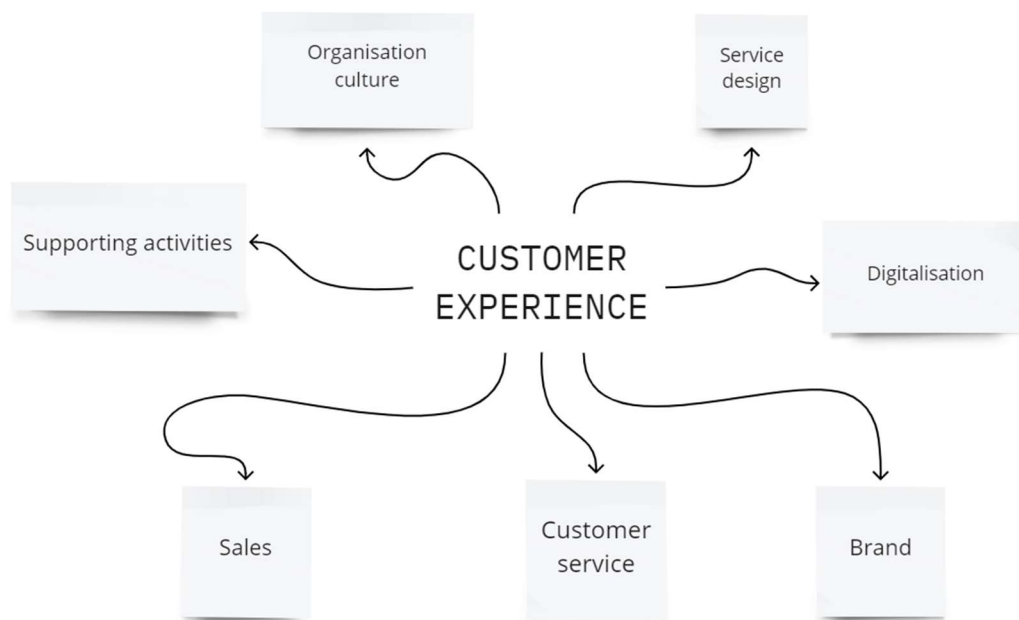 Organisation
culture
Service
design
Supporting activities
CUSTOMER
EXPERIENCE
Digitalisation
Sales
Customer
service
Brand